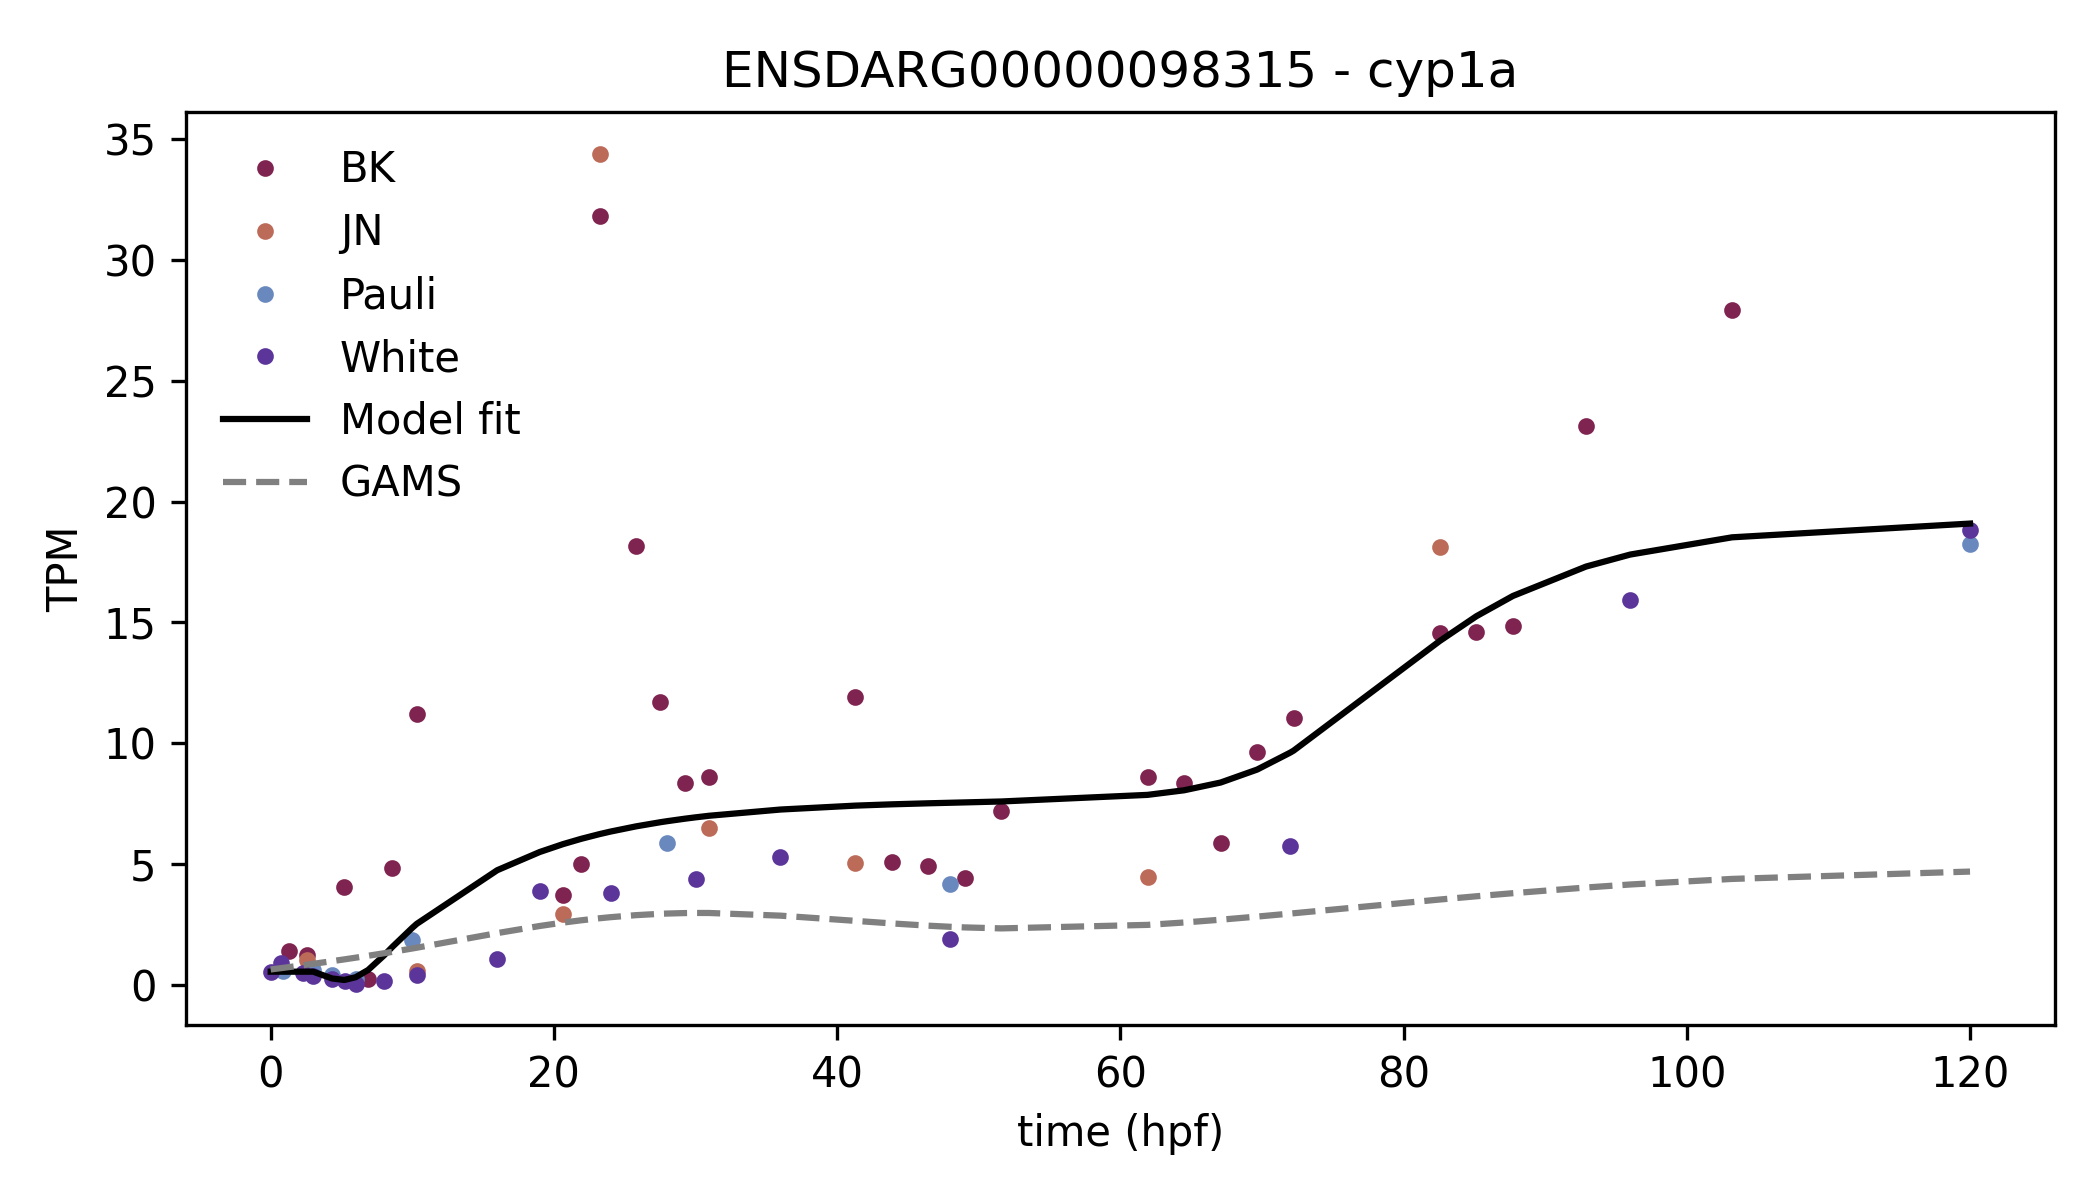 ENSDARG00000098315 - cyp1a
BK
JN
Pauli
White
Model fit
GAMS
TPM
35
30
25
20
15
10
5
0
0 20 40 60 80 100 120
time (hpf)